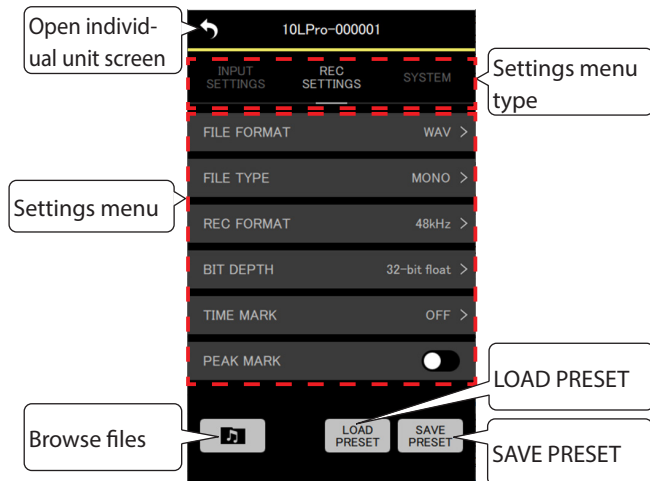 Open individ-
ual unit screen
10LPro-000001
INPUT
SETTINGS
REC
SETTINGS
SYSTEM
Settings menu
type
FILE FORMAT WAV >
FILE TYPE MONO >
Settings menu
REC FORMAT 48kHz >
BIT DEPTH 32-bit float >
TIME MARK OFF >
PEAK MARK
LOAD PRESET
Browse files
LOAD
PRESET
SAVE
PRESET
SAVE PRESET